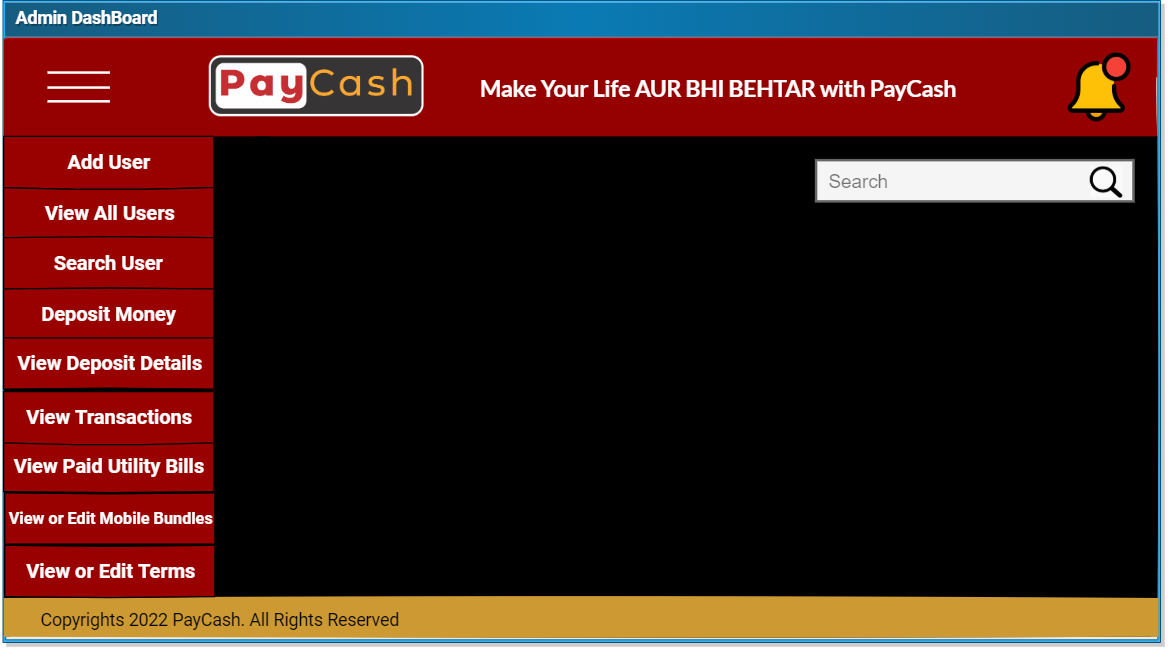 Admin DashBoard
PayCash
Make Your Life AUR BHI BEHTAR with PayCash
Add User
Search
View All Users
Search User
Deposit Money
View Deposit Details
View Transactions
View Paid Utility Bills
View or Edit Mobile Bundles
View or Edit Terms
Copyrights 2022 PayCash. All Rights Reserved